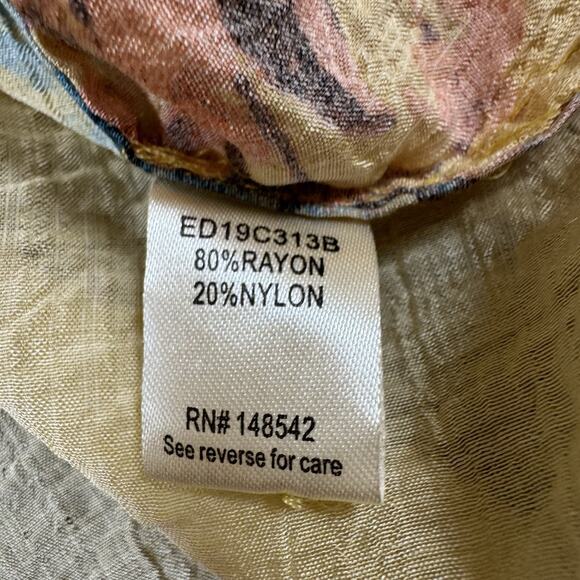 ED19C313B
80%RAYON
20%NYLON
RN# 148542
See reverse for care